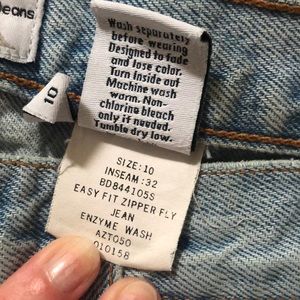 Jeans
10
Wash separately
before wearing
Designed to fade
and lose color.
Turn inside out
Machine wash
warm. Non-
chlorine bleach
only if needed.
Tumble dry low.
SIZE:10
INSEAM:32
BD844105S
EASY FIT ZIPPER FLY
JEAN
ENZYME WASH
AZTO50
010158